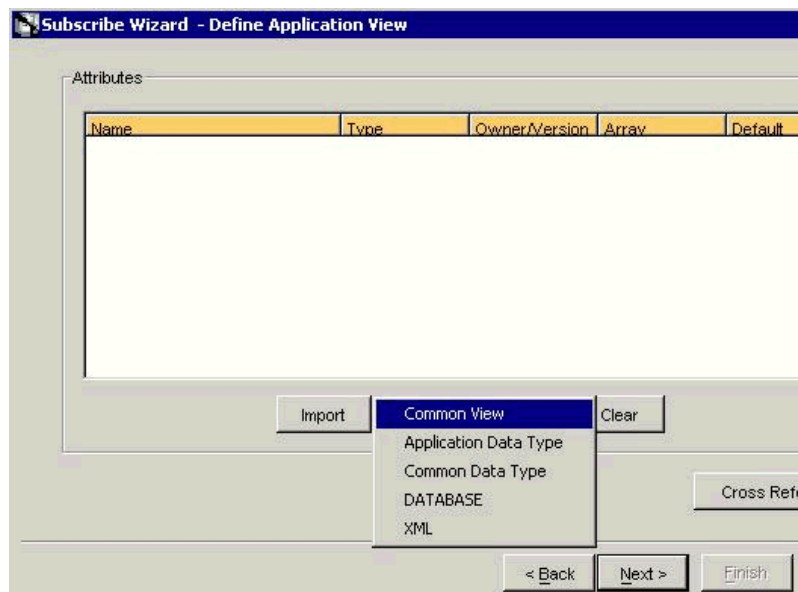 Subscribe Wizard - Define Application View
Attributes
Name Type Owner/Version Array Default
Import Clear
Common View
Application Data Type
Common Data Type
DATABASE
XML
Cross Refe
< Back Next > Finish